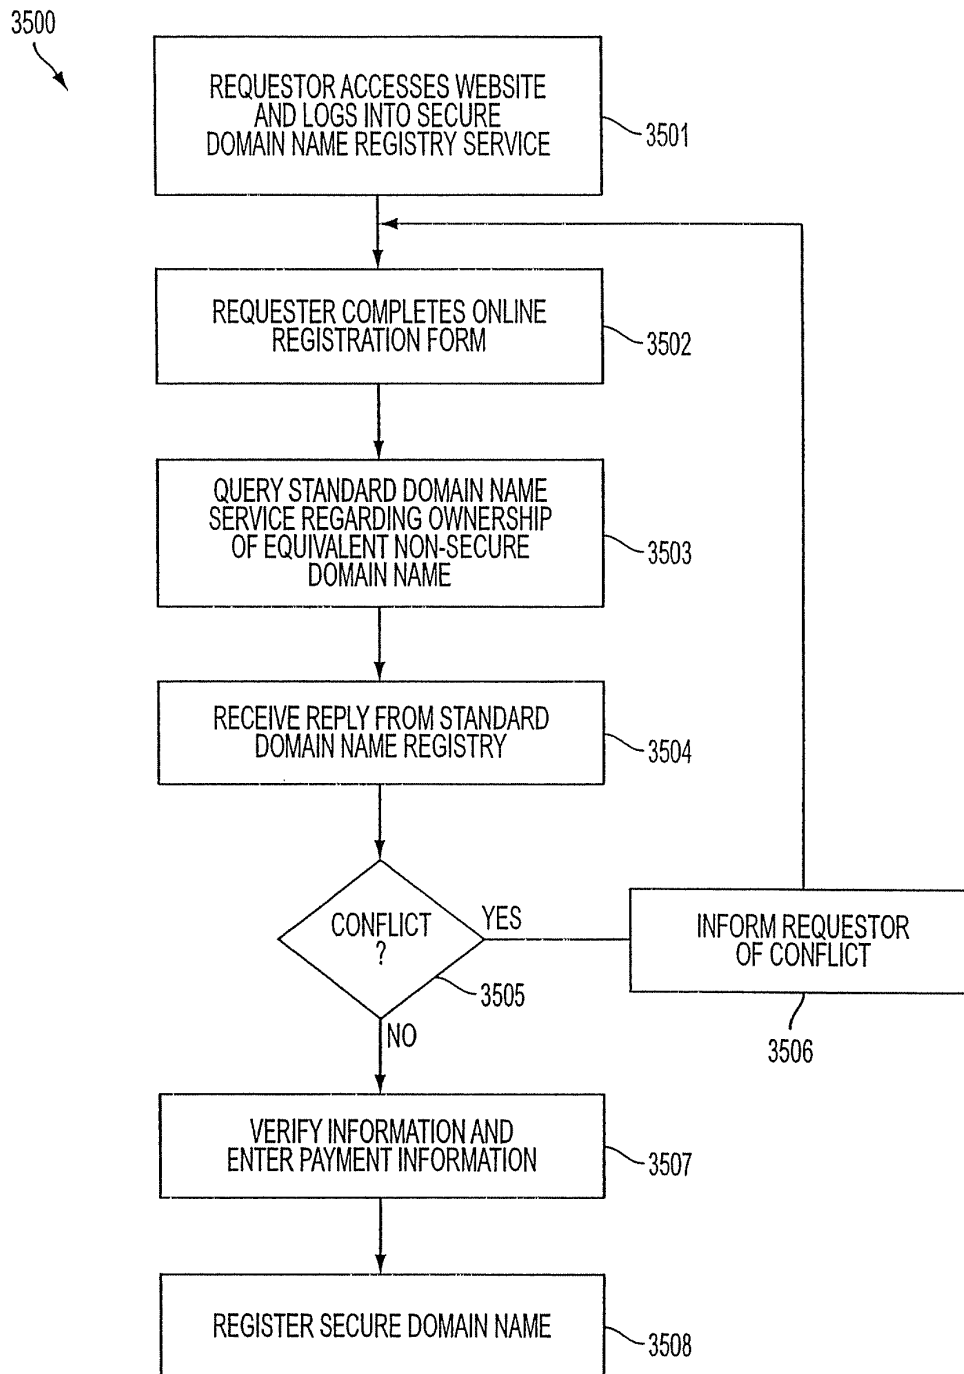 3500
REQUESTOR ACCESSES WEBSITE
AND LOGS INTO SECURE
DOMAIN NAME REGISTRY SERVICE
3501
REQUESTER COMPLETES ONLINE
REGISTRATION FORM
3502
QUERY STANDARD DOMAIN NAME
SERVICE REGARDING OWNERSHIP
OF EQUIVALENT NON-SECURE
DOMAIN NAME
3503
RECEIVE REPLY FROM STANDARD
DOMAIN NAME REGISTRY
3504
CONFLICT
?
YES
3505
NO
INFORM REQUESTOR
OF CONFLICT
3506
VERIFY INFORMATION AND
ENTER PAYMENT INFORMATION
3507
REGISTER SECURE DOMAIN NAME
3508